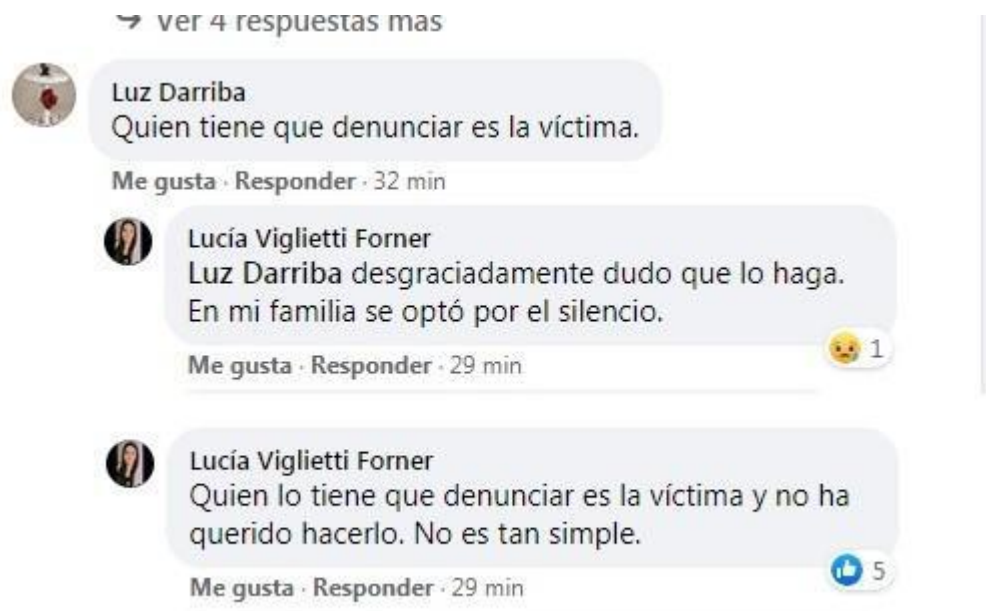 Ver 4 respuestas más
Luz Darriba
Quien tiene que denunciar es la víctima.
Me gusta · Responder · 32 min
Lucía Viglietti Forner
Luz Darriba desgraciadamente dudo que lo haga.
En mi familia se optó por el silencio.
1
Me gusta · Responder · 29 min
Lucía Viglietti Forner
Quien lo tiene que denunciar es la víctima y no ha
querido hacerlo. No es tan simple.
5
Me gusta · Responder · 29 min